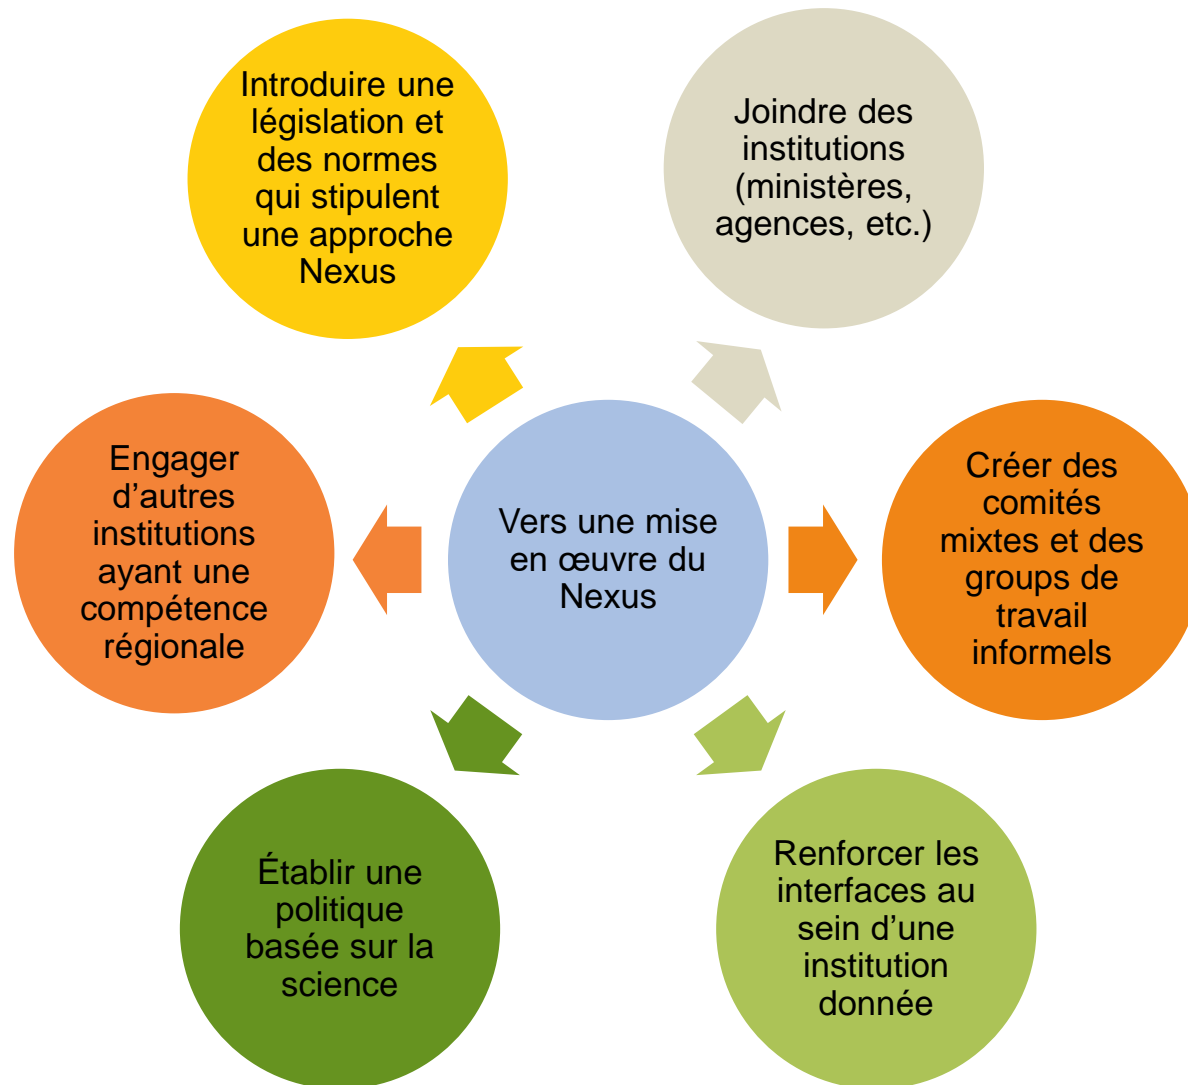 Introduire une
législation et
des normes
qui stipulent
une approche
Nexus
Joindre des
institutions
(ministères,
agences, etc.)
Engager
d’autres
institutions
ayant une
compétence
régionale
Vers une mise
en œuvre du
Nexus
Créer des
comités
mixtes et des
groups de
travail
informels
Établir une
politique
basée sur la
science
Renforcer les
interfaces au
sein d’une
institution
donnée